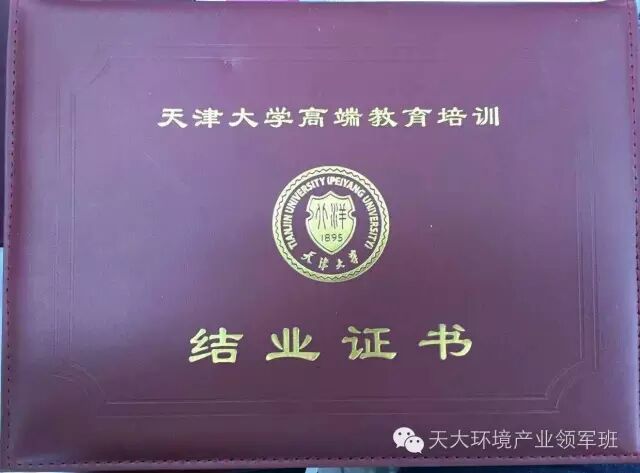 天津大学高端教育培训
TIANJIN UNIVERSITY (PEIYANG UNIVERSITY)
北洋
1895
天津大学
结业证书
天大环境产业领军班